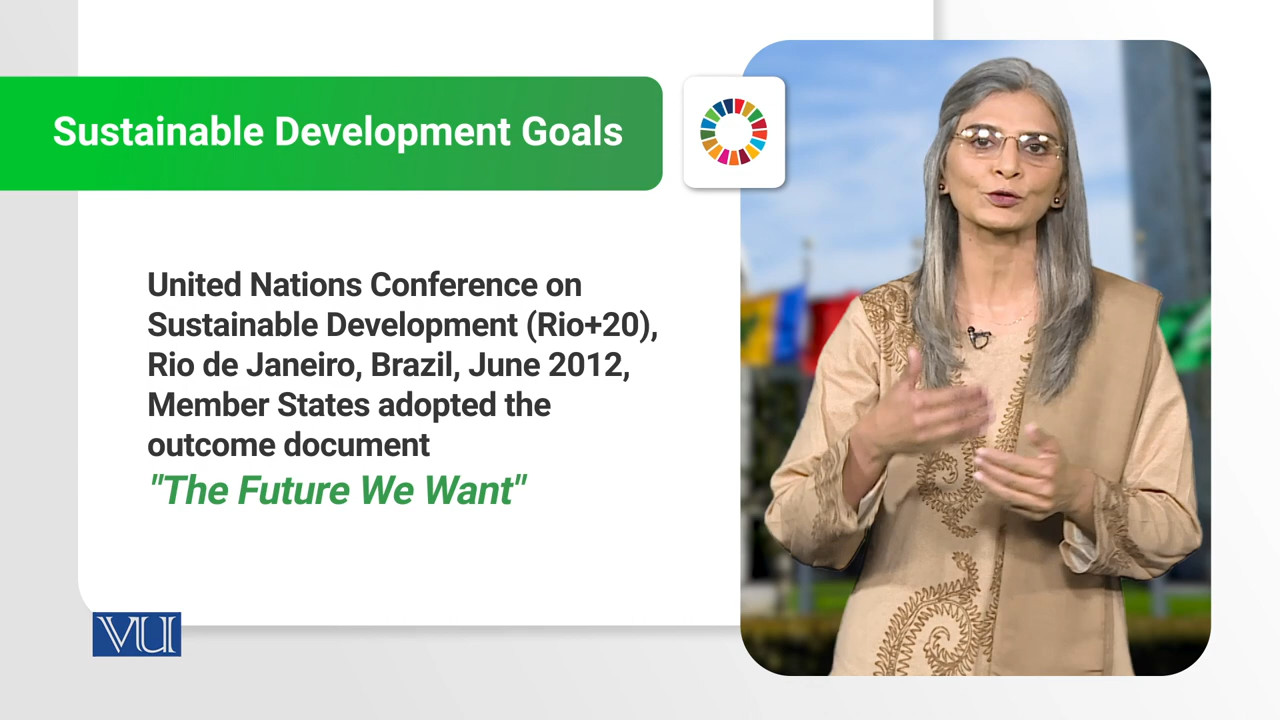 Sustainable Development Goals
United Nations Conference on
Sustainable Development (Rio+20),
Rio de Janeiro, Brazil, June 2012,
Member States adopted the
outcome document
"The Future We Want"
VU